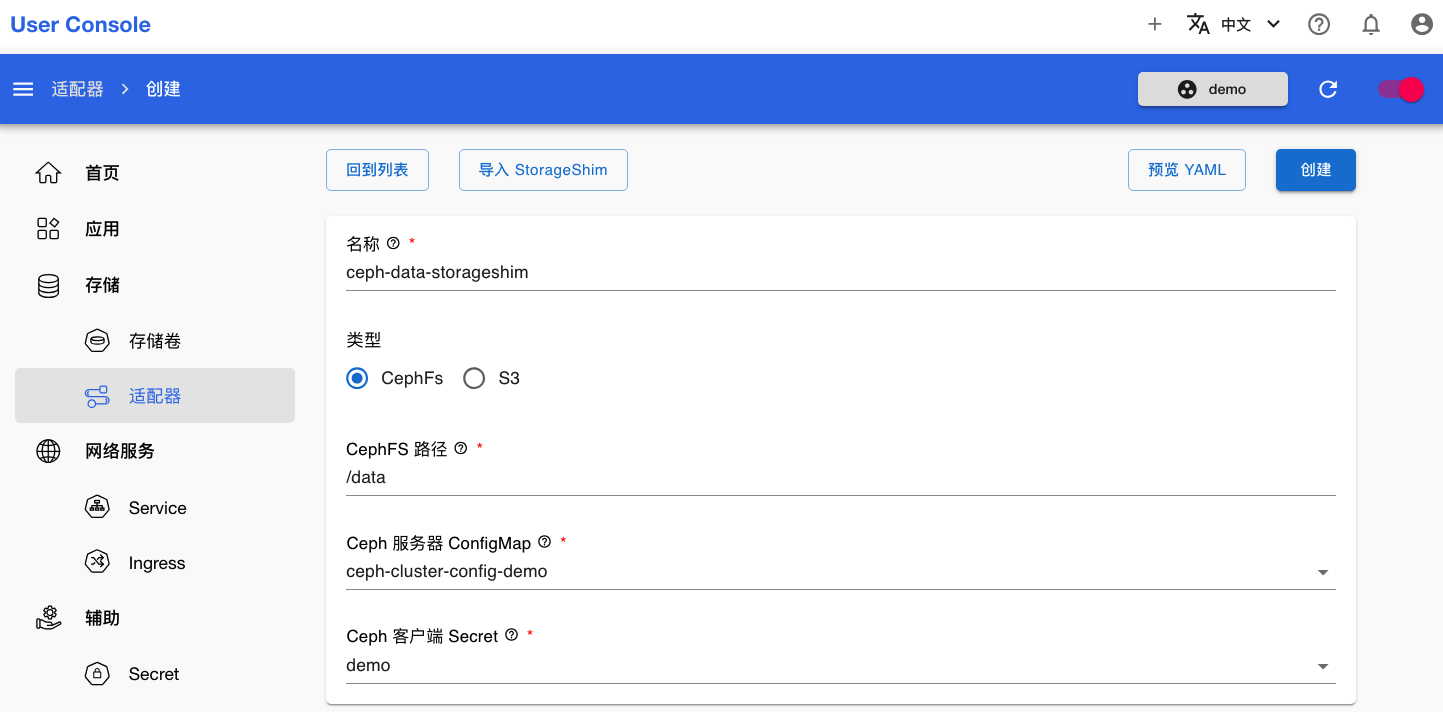 User Console
中文
适配器 > 创建
demo
首页
应用
存储
存储卷
适配器
网络服务
Service
Ingress
辅助
Secret
回到列表
导入 StorageShim
预览 YAML
创建
名称 *
ceph-data-storageshim
类型
CephFs
S3
CephFS 路径 *
/data
Ceph 服务器 ConfigMap *
ceph-cluster-config-demo
Ceph 客户端 Secret *
demo